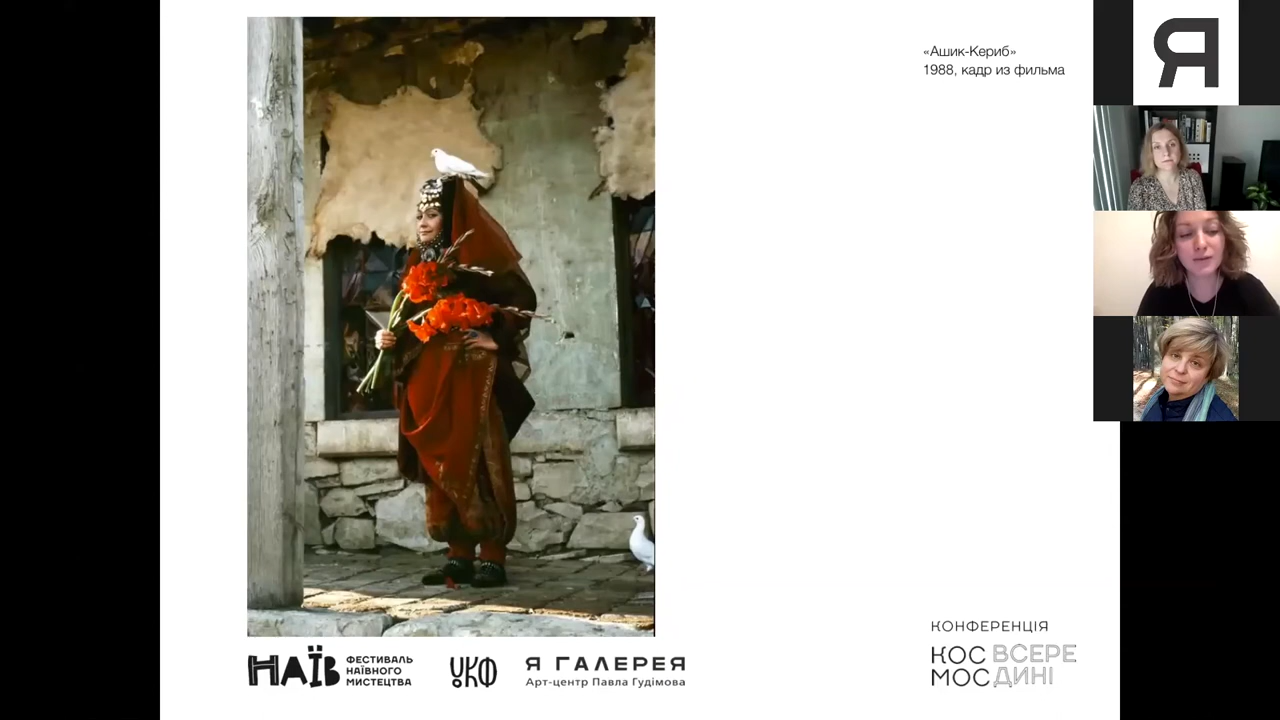 «Ашик-Кериб»
1988, кадр из фильма
Я
КОНФЕРЕНЦІЯ
КОС ВСЕРЕ
МОС ДИНІ
НАЇВ
ФЕСТИВАЛЬ
НАЇВНОГО
МИСТЕЦТВА
УКФ
Я ГАЛЕРЕЯ
Арт-центр Павла Гудімова